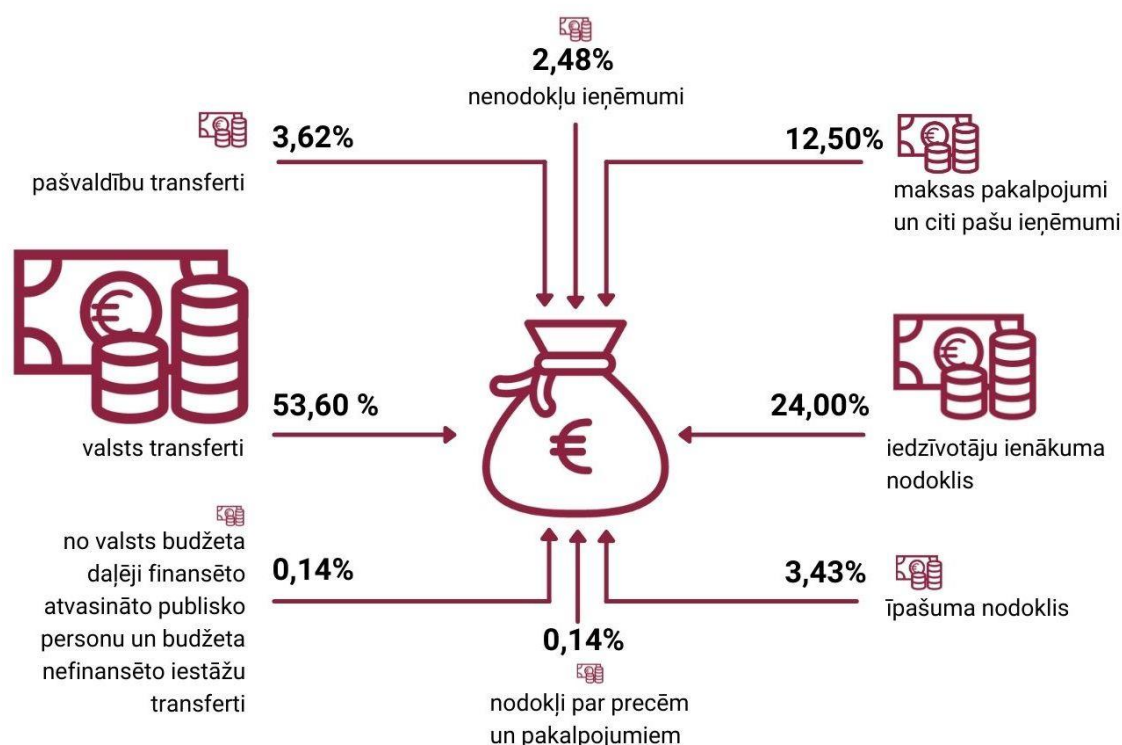 2,48%
nenodokļu ieņēmumi
3,62%
pašvaldību transferti
12,50%
maksas pakalpojumi
un citi pašu ieņēmumi
53,60 %
valsts transferti
24,00%
iedzīvotāju ienākuma
nodoklis
0,14%
no valsts budžeta
daļēji finansēto
atvasināto publisko
personu un budžeta
nefinansēto iestāžu
transferti
3,43%
īpašuma nodoklis
0,14%
nodokļi par precēm
un pakalpojumiem